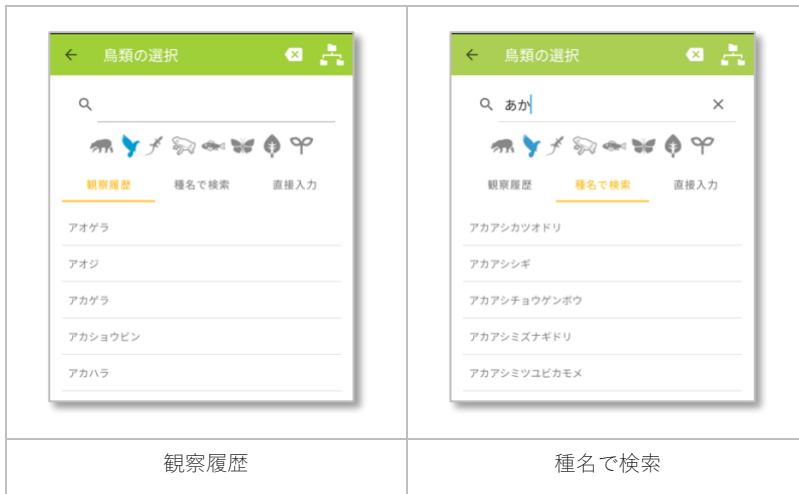 鳥類の選択
観察履歴 種名で検索 直接入力
アオゲラ
アオジ
アカゲラ
アカショウビン
アカハラ
観察履歴
鳥類の選択
あか
観察履歴 種名で検索 直接入力
アカアシカツオドリ
アカアシシギ
アカアシチョウゲンボウ
アカアシミズナギドリ
アカアシミツユビカモメ
種名で検索